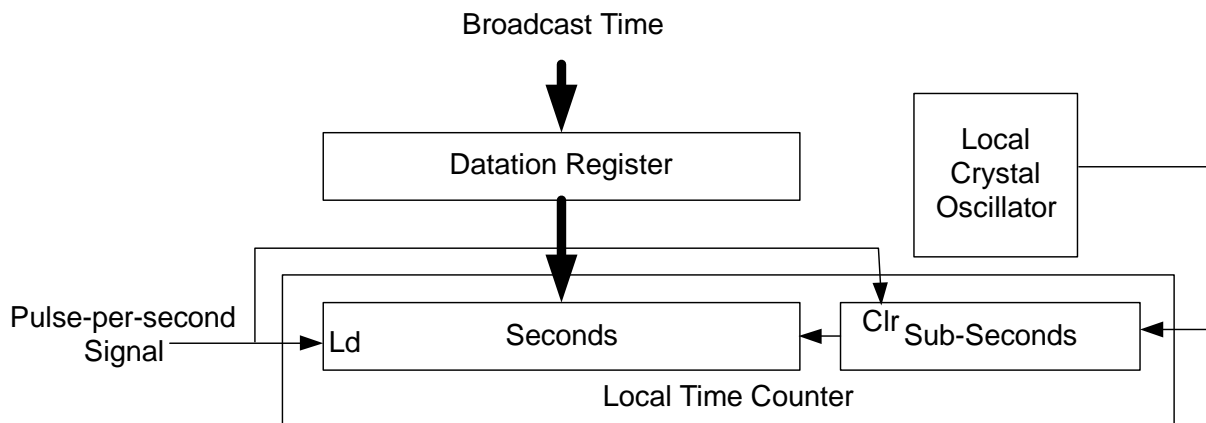 Broadcast Time
Datation Register
Local
Crystal
Oscillator
Pulse-per-second
Signal
Ld
Seconds
Clr
Sub-Seconds
Local Time Counter